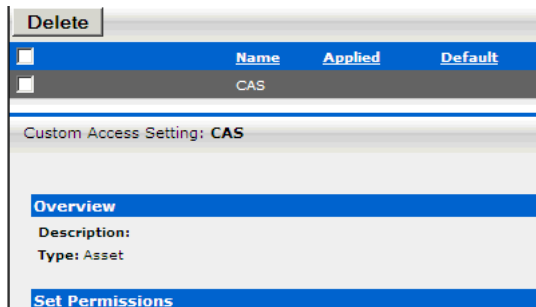 Delete
Name Applied Default
CAS
Custom Access Setting: CAS
Overview
Description:
Type: Asset
Set Permissions